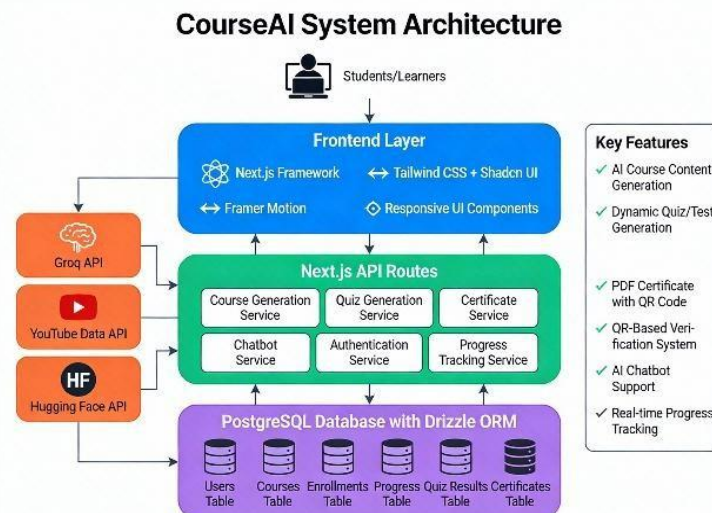 CourseAI System Architecture
Students/Learners
Frontend Layer
Next.js Framework
Tailwind CSS + Shadcn UI
Framer Motion
Responsive UI Components
Groq API
YouTube Data API
HF
Hugging Face API
Next.js API Routes
Course Generation
Service
Quiz Generation
Service
Certificate
Service
Chatbot
Service
Authentication
Service
Progress
Tracking Service
PostgreSQL Database with Drizzle ORM
Users
Table
Courses
Table
Enrollments
Table
Progress
Table
Quiz Results
Table
Certificates
Table
Key Features
AI Course Content
Generation
Dynamic Quiz/Test
Generation
PDF Certificate
with QR Code
QR-Based Veri-
fication System
AI Chatbot
Support
Real-time Progress
Tracking